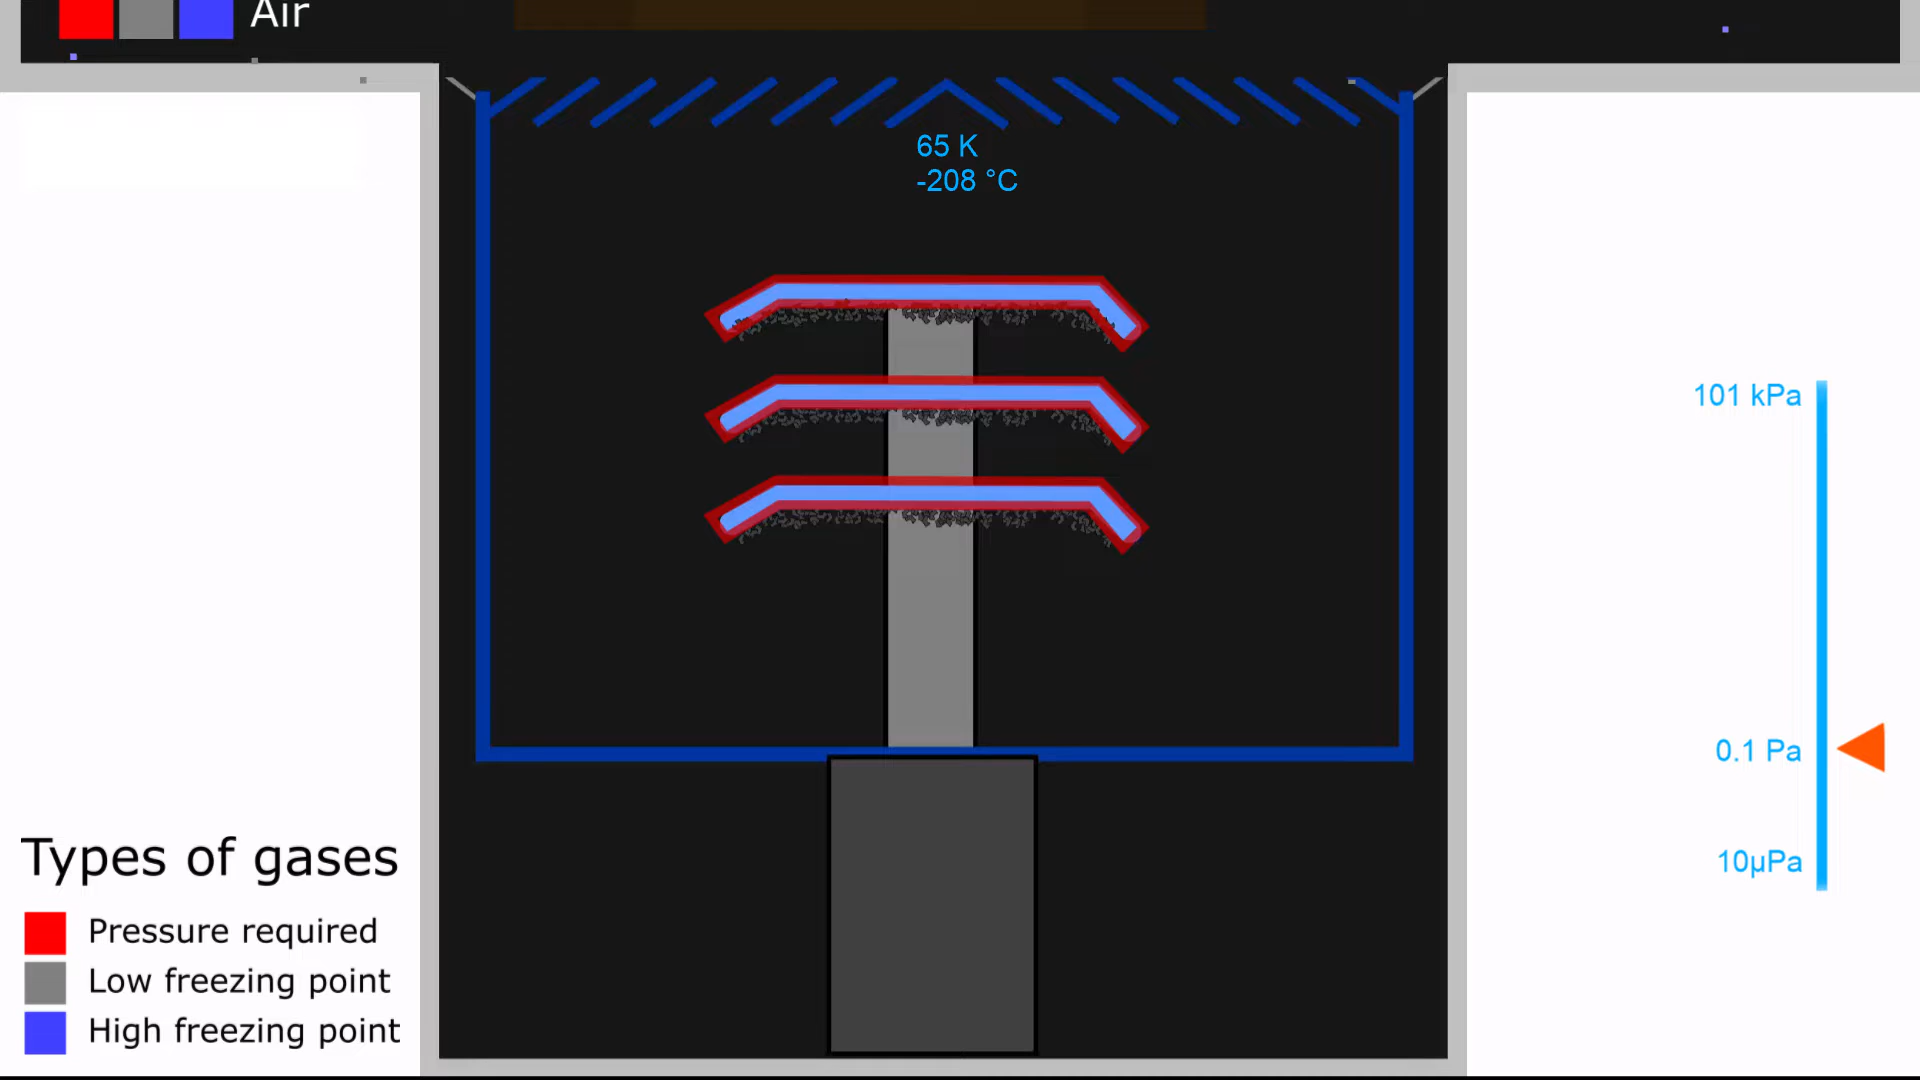 Air
65 K
-208 °C
101 kPa
0.1 Pa
10µPa
Types of gases
Pressure required
Low freezing point
High freezing point